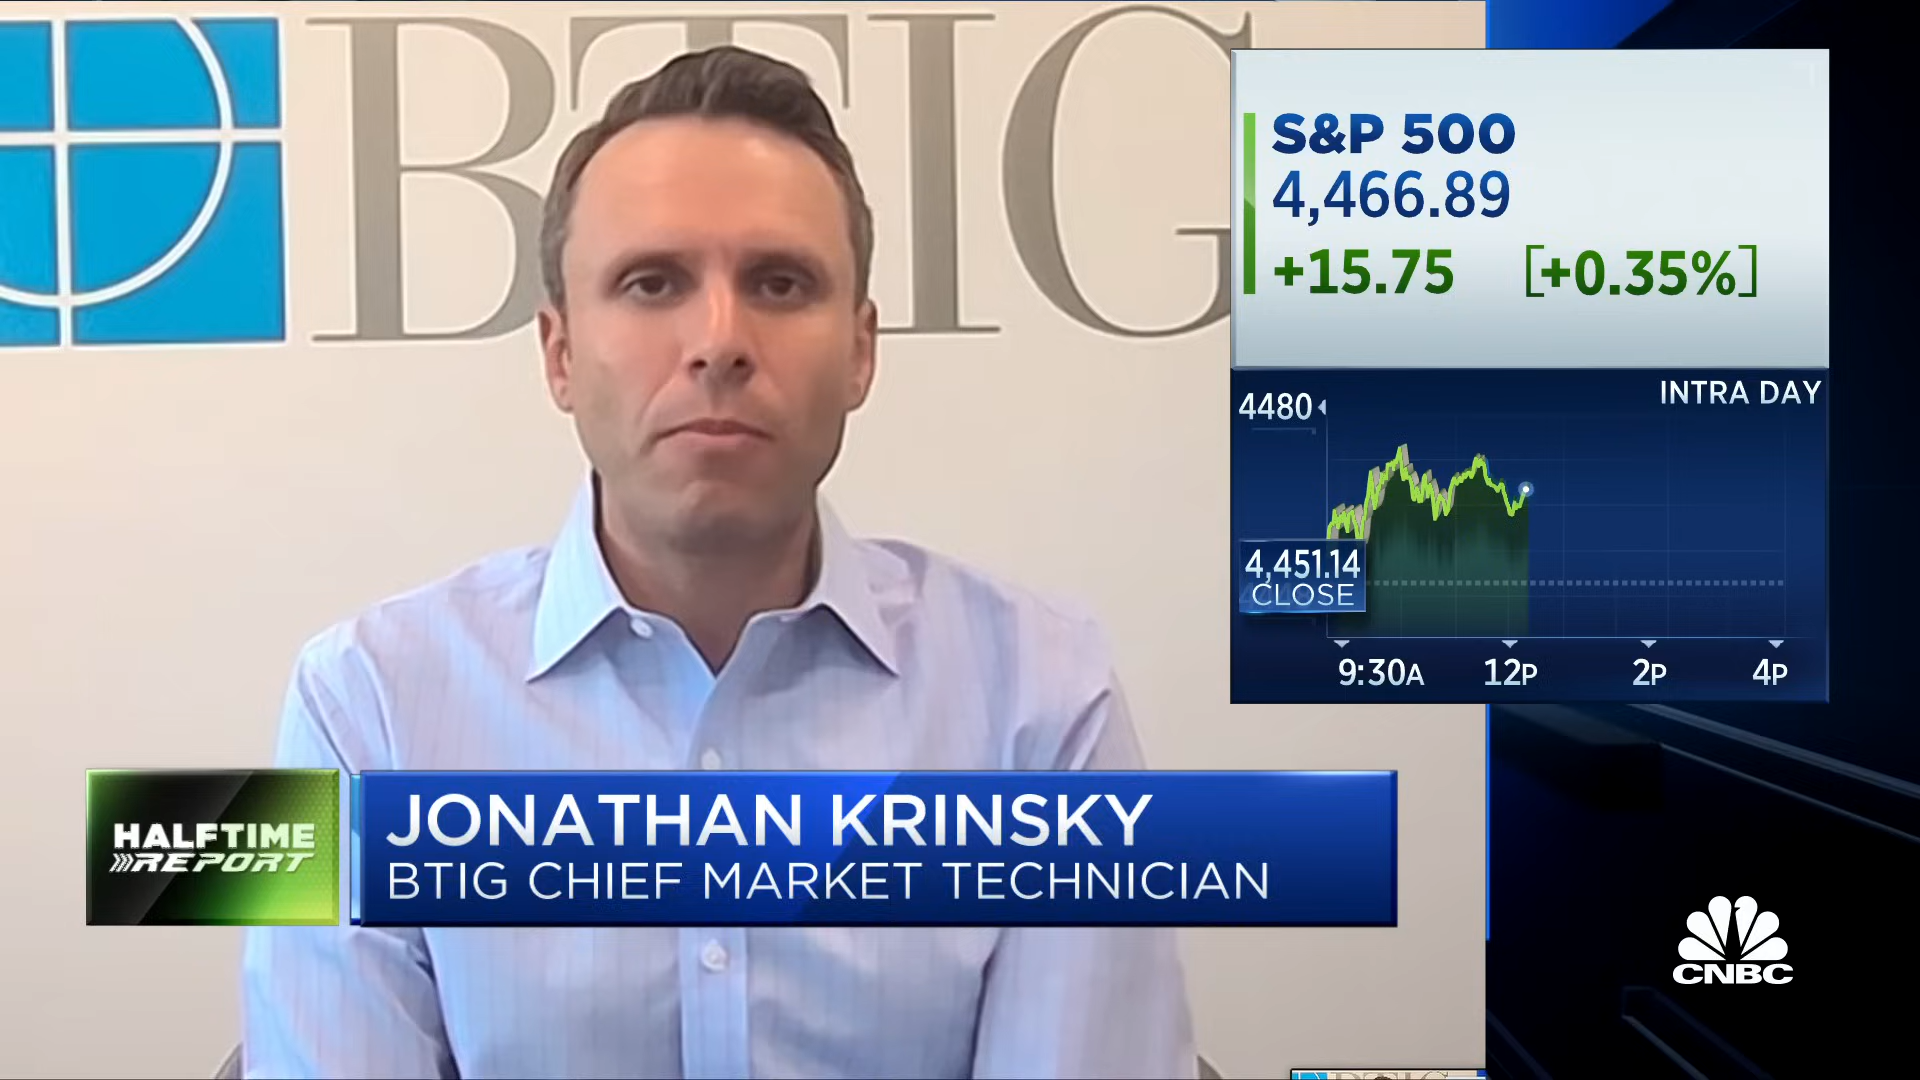 BTIG
S&P 500
4,466.89
+15.75 [+0.35%]
INTRA DAY
4480
4,451.14
CLOSE
9:30A 12P 2P 4P
HALFTIME
REPORT
JONATHAN KRINSKY
BTIG CHIEF MARKET TECHNICIAN
CNBC